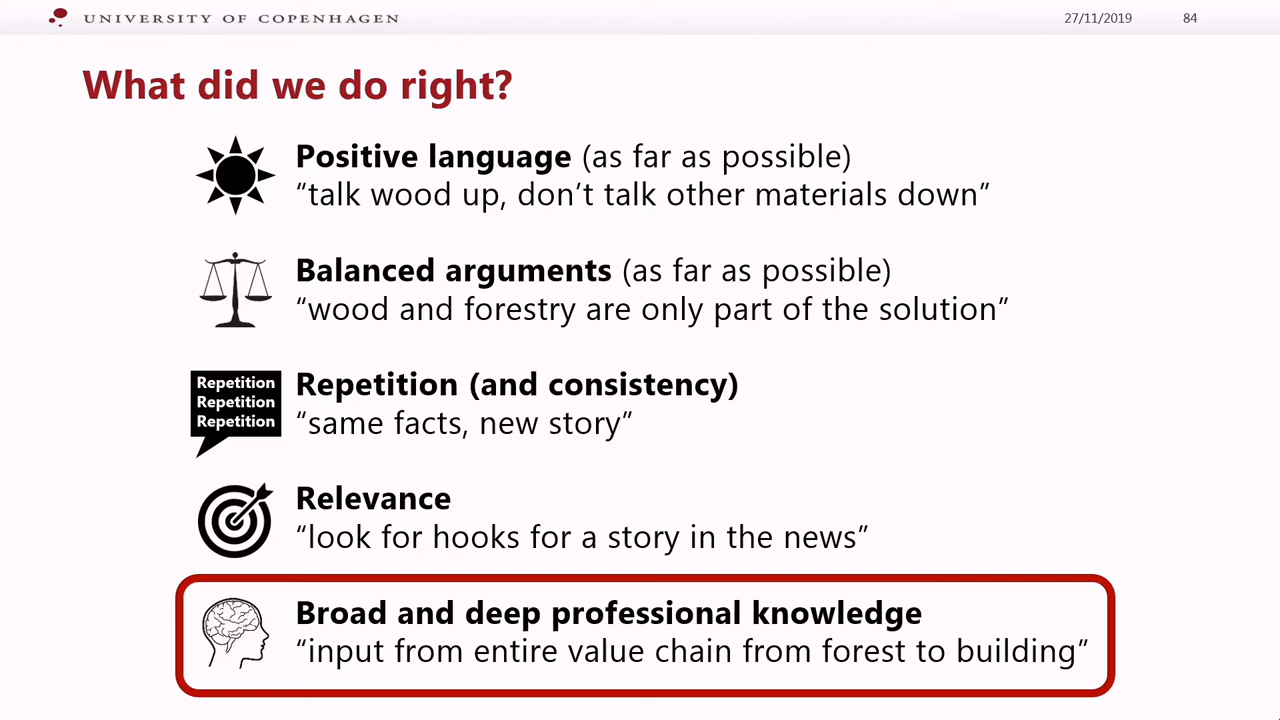 UNIVERSITY OF COPENHAGEN
27/11/2019
84
What did we do right?
Positive language (as far as possible)
“talk wood up, don’t talk other materials down”
Balanced arguments (as far as possible)
“wood and forestry are only part of the solution”
Repetition
Repetition
Repetition
Repetition (and consistency)
“same facts, new story”
Relevance
“look for hooks for a story in the news”
Broad and deep professional knowledge
“input from entire value chain from forest to building”